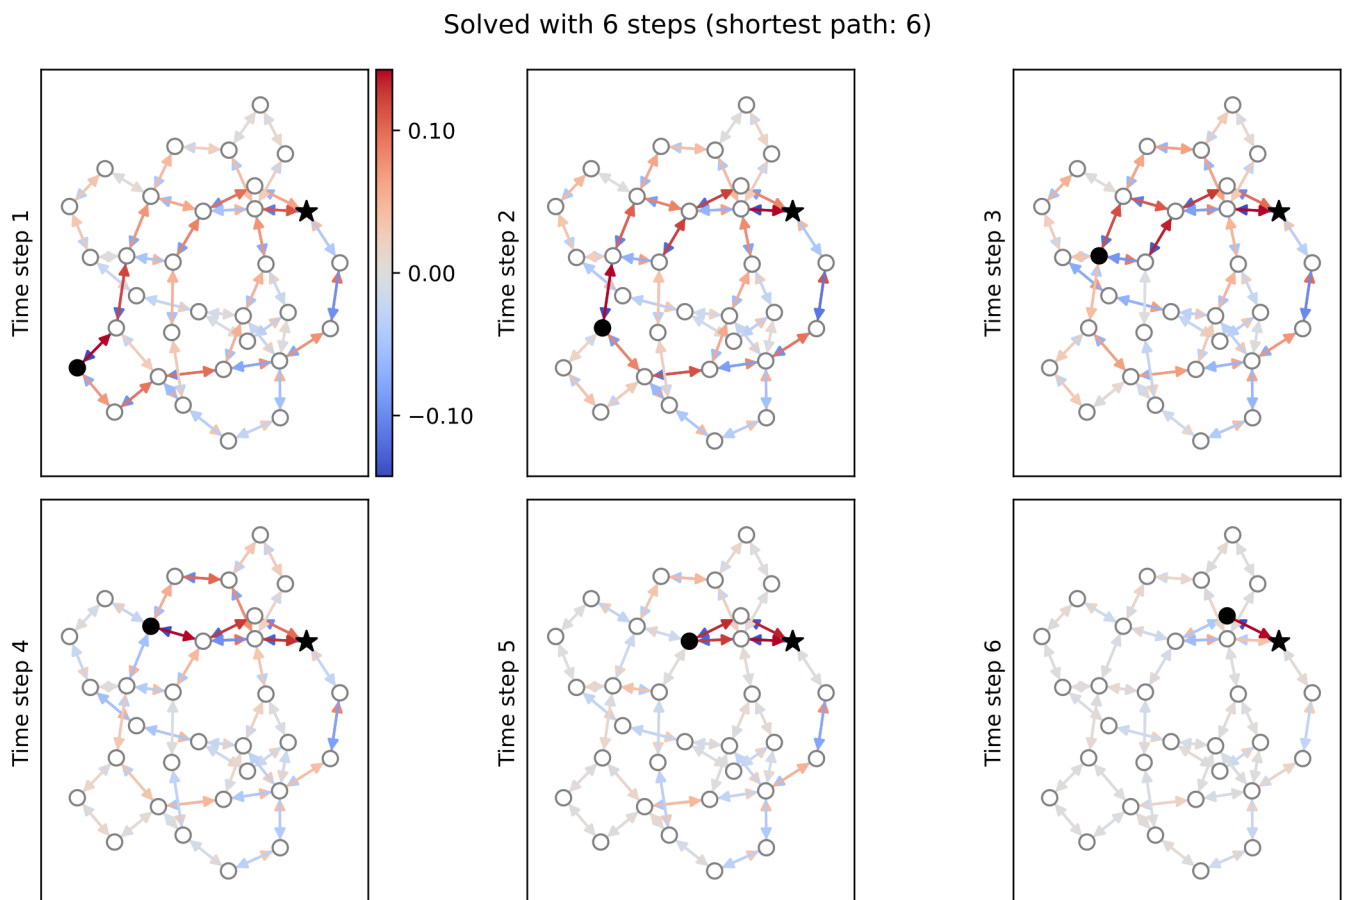 Solved with 6 steps (shortest path: 6)
Time step 1
0.10
0.00
−0.10
Time step 2
Time step 3
Time step 4
Time step 5
Time step 6